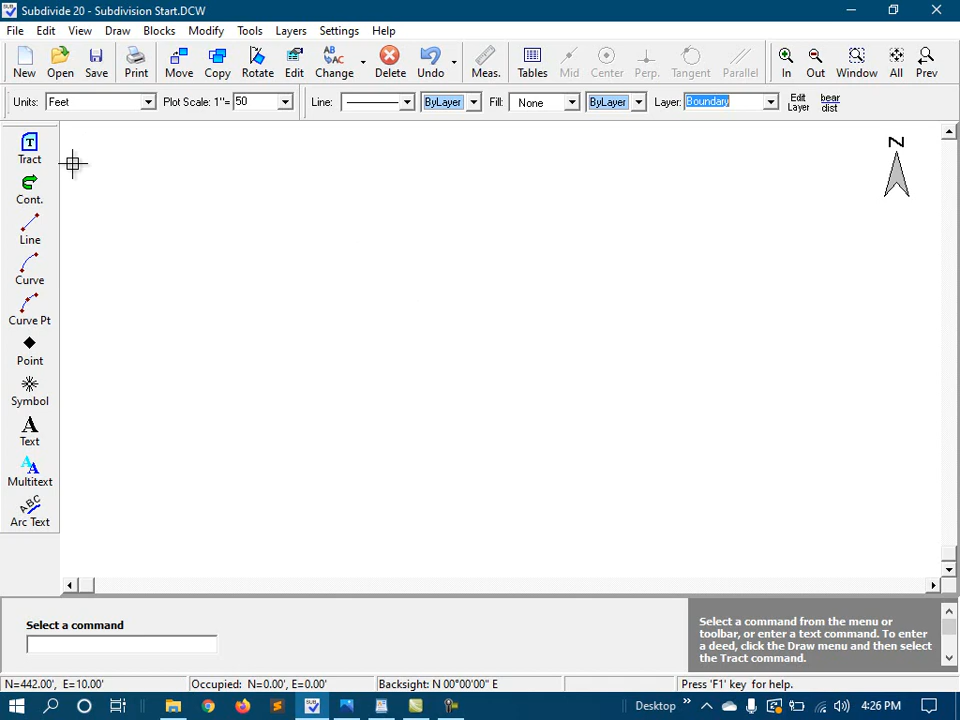 Subdivide 20 - Subdivision Start.DCW
File Edit View Draw Blocks Modify Tools Layers Settings Help
New Open Save Print Move Copy Rotate Edit Change Delete Undo Meas. Tables Mid Center Perp. Tangent Parallel In Out Window All Prev
Units: Feet Plot Scale: 1"= 50 Line: ByLayer Fill: None ByLayer Layer: Boundary Edit Layer bear dist
Tract
Cont.
Line
Curve
Curve Pt
Point
Symbol
Text
Multitext
Arc Text
N
Select a command
Select a command from the menu or
toolbar, or enter a text command. To enter
a deed, click the Draw menu and then select
the Tract command.
N=442.00', E=10.00' Occupied: N=0.00', E=0.00' Backsight: N 00°00'00" E Press 'F1' key for help.
Desktop 4:26 PM